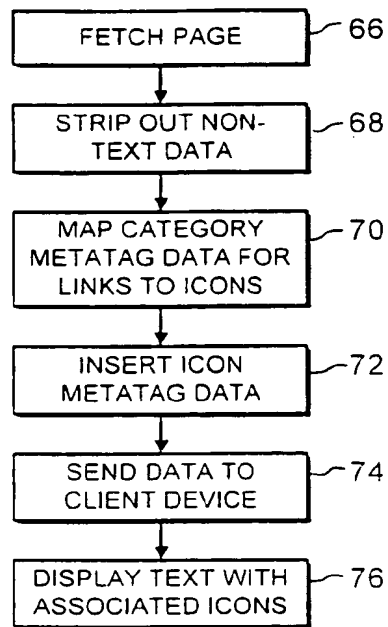 FETCH PAGE
66
STRIP OUT NON-
TEXT DATA
68
MAP CATEGORY
METATAG DATA FOR
LINKS TO ICONS
70
INSERT ICON
METATAG DATA
72
SEND DATA TO
CLIENT DEVICE
74
DISPLAY TEXT WITH
ASSOCIATED ICONS
76